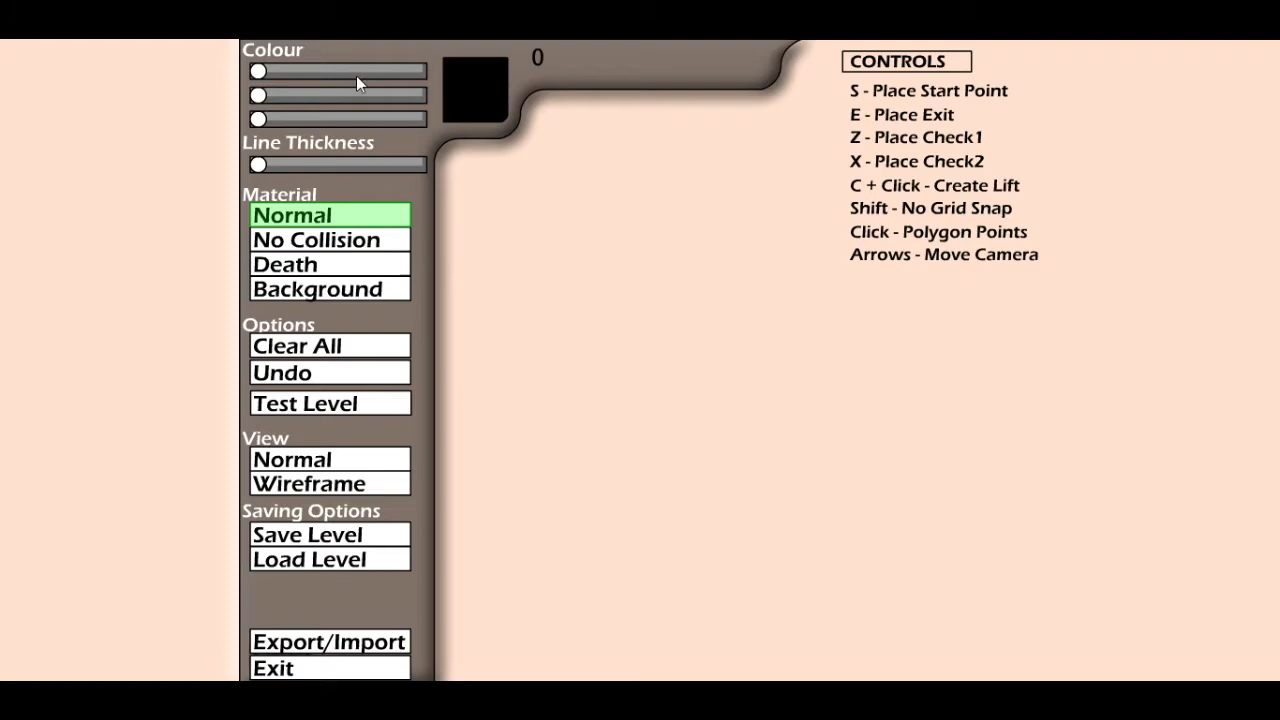 Colour
0
Line Thickness
Material
Normal
No Collision
Death
Background
Options
Clear All
Undo
Test Level
View
Normal
Wireframe
Saving Options
Save Level
Load Level
Export/Import
Exit
CONTROLS
S - Place Start Point
E - Place Exit
Z - Place Check1
X - Place Check2
C + Click - Create Lift
Shift - No Grid Snap
Click - Polygon Points
Arrows - Move Camera